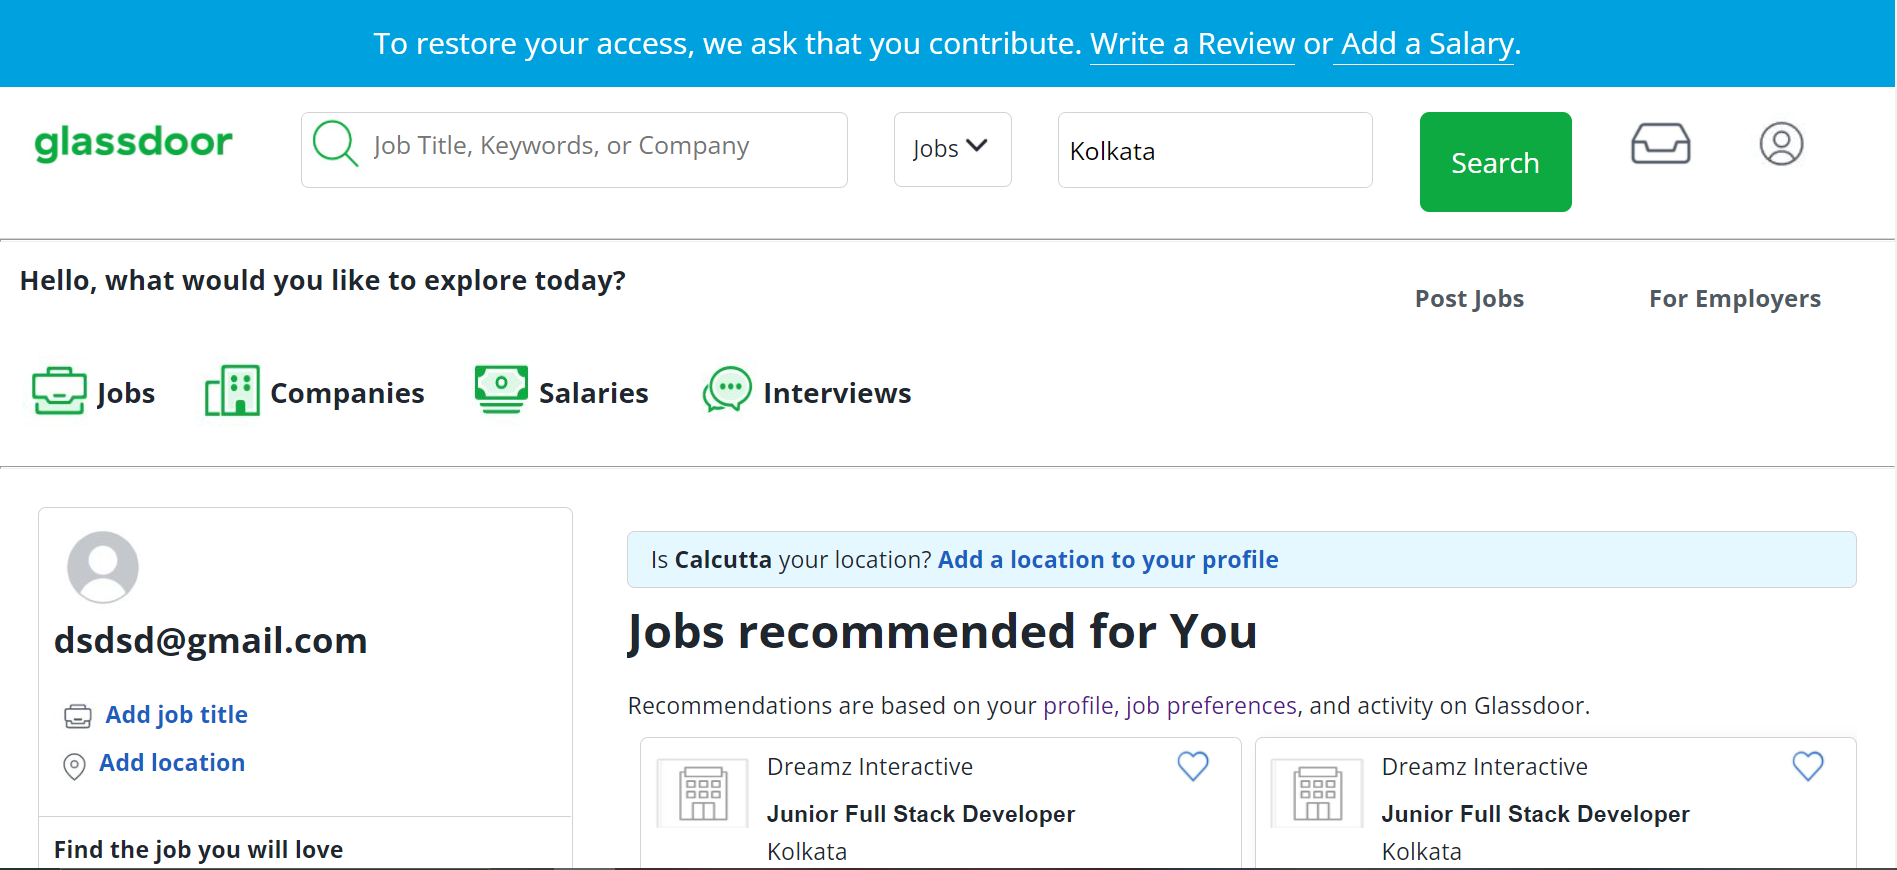 To restore your access, we ask that you contribute. Write a Review or Add a Salary.
glassdoor
Job Title, Keywords, or Company
Jobs
Kolkata
Search
Hello, what would you like to explore today?
Post Jobs
For Employers
Jobs
Companies
Salaries
Interviews
dsdsd@gmail.com
Add job title
Add location
Find the job you will love
Is Calcutta your location? Add a location to your profile
Jobs recommended for You
Recommendations are based on your profile, job preferences, and activity on Glassdoor.
Dreamz Interactive
Junior Full Stack Developer
Kolkata
Dreamz Interactive
Junior Full Stack Developer
Kolkata